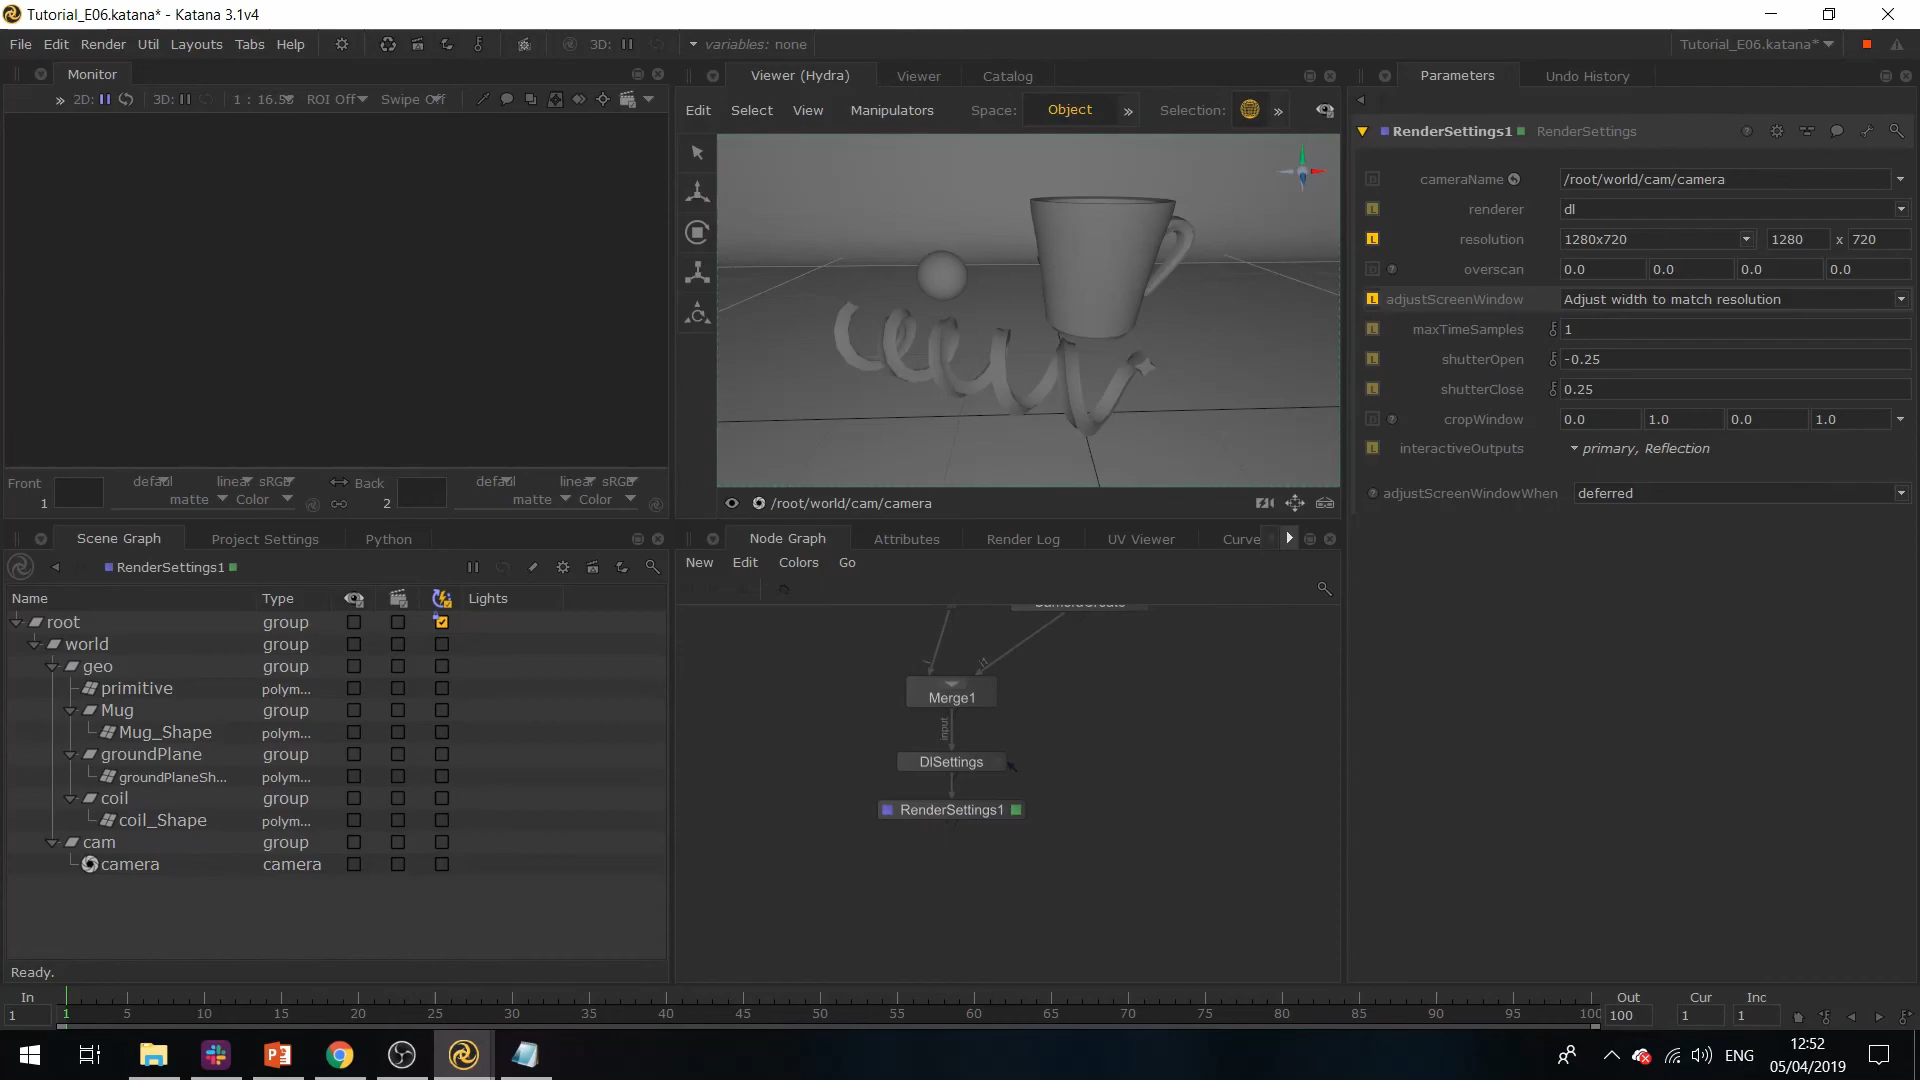 Tutorial_E06.katana* - Katana 3.1v4
File Edit Render Util Layouts Tabs Help 3D: variables: none Tutorial_E06.katana*
Monitor
» 2D: 3D: 1 : 16.5 ROI Off Swipe Off
Viewer (Hydra) Viewer Catalog
Edit Select View Manipulators Space: Object » Selection: »
/root/world/cam/camera
Parameters Undo History
RenderSettings1 RenderSettings
cameraName /root/world/cam/camera
renderer dl
resolution 1280x720 1280 x 720
overscan 0.0 0.0 0.0 0.0
adjustScreenWindow Adjust width to match resolution
maxTimeSamples 1
shutterOpen -0.25
shutterClose 0.25
cropWindow 0.0 1.0 0.0 1.0
interactiveOutputs primary, Reflection
adjustScreenWindowWhen deferred
Front defaul linear sRGB Back defaul linear sRGB
1 matte Color 2 matte Color
Scene Graph Project Settings Python
RenderSettings1
Name Type Lights
root group
world group
geo group
primitive polym...
Mug group
Mug_Shape polym...
groundPlane group
groundPlaneSh... polym...
coil group
coil_Shape polym...
cam group
camera camera
Ready.
Node Graph Attributes Render Log UV Viewer Curve
New Edit Colors Go
CameraCreate
Merge1
input
DlSettings
RenderSettings1
In Out Cur Inc
1 1 5 10 15 20 25 30 35 40 45 50 55 60 65 70 75 80 85 90 95 100 100 1 1
ENG 12:52
05/04/2019